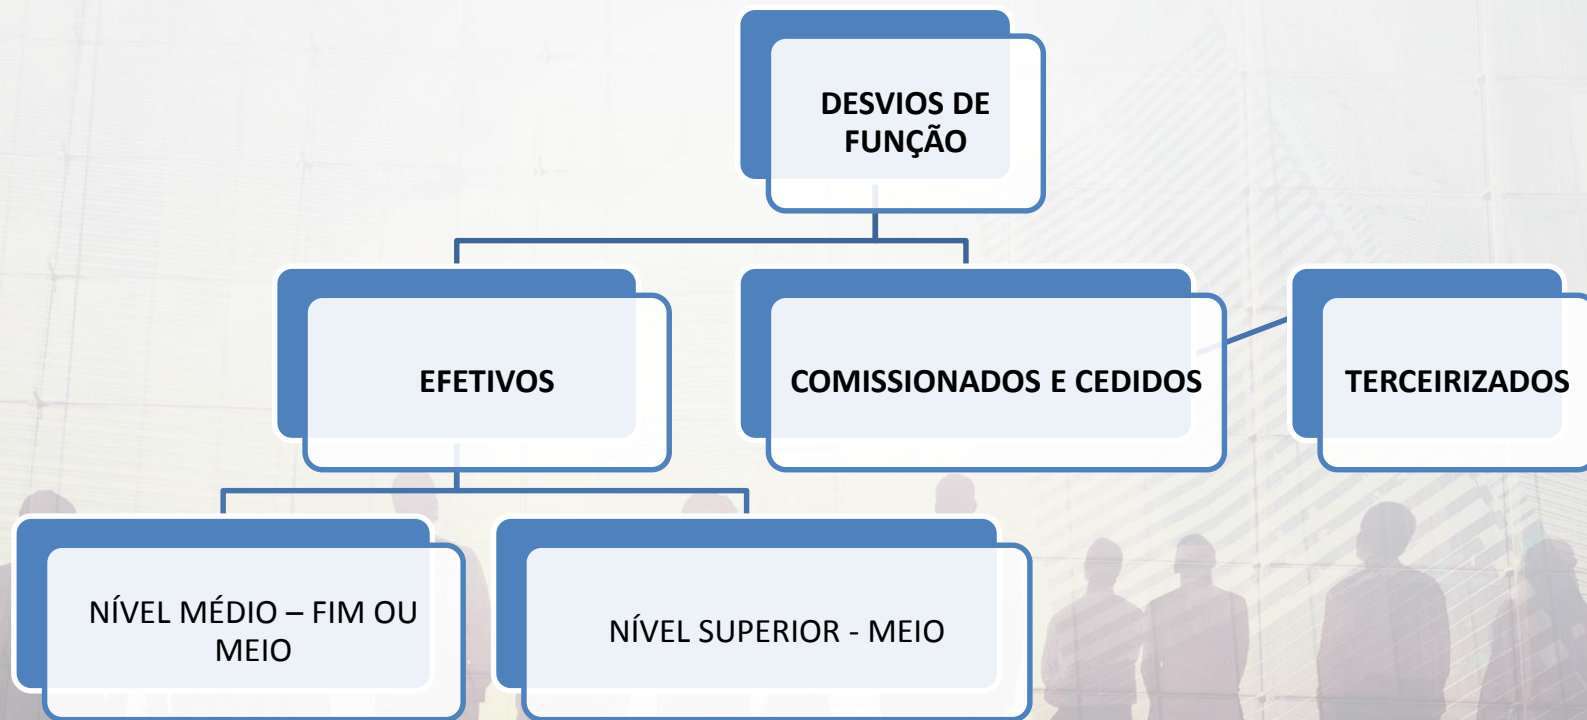 DESVIOS DE
FUNÇÃO
EFETIVOS
COMISSIONADOS E CEDIDOS
TERCEIRIZADOS
NÍVEL MÉDIO – FIM OU
MEIO
NÍVEL SUPERIOR - MEIO